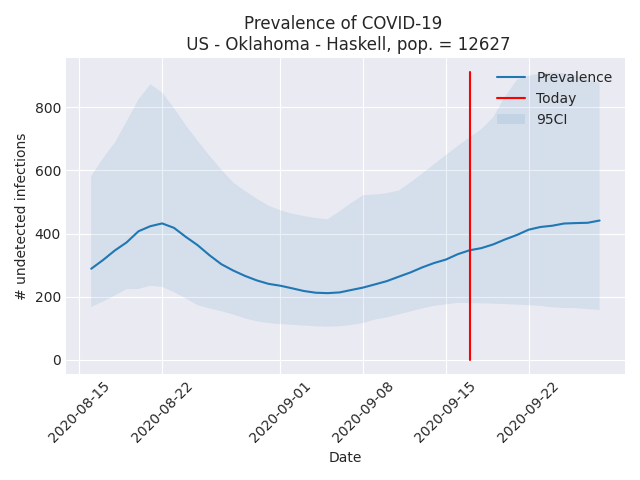 Prevalence of COVID-19
US - Oklahoma - Haskell, pop. = 12627
Prevalence
Today
95CI
# undetected infections
800
600
400
200
0
2020-08-15
2020-08-22
2020-09-01
2020-09-08
2020-09-15
2020-09-22
Date